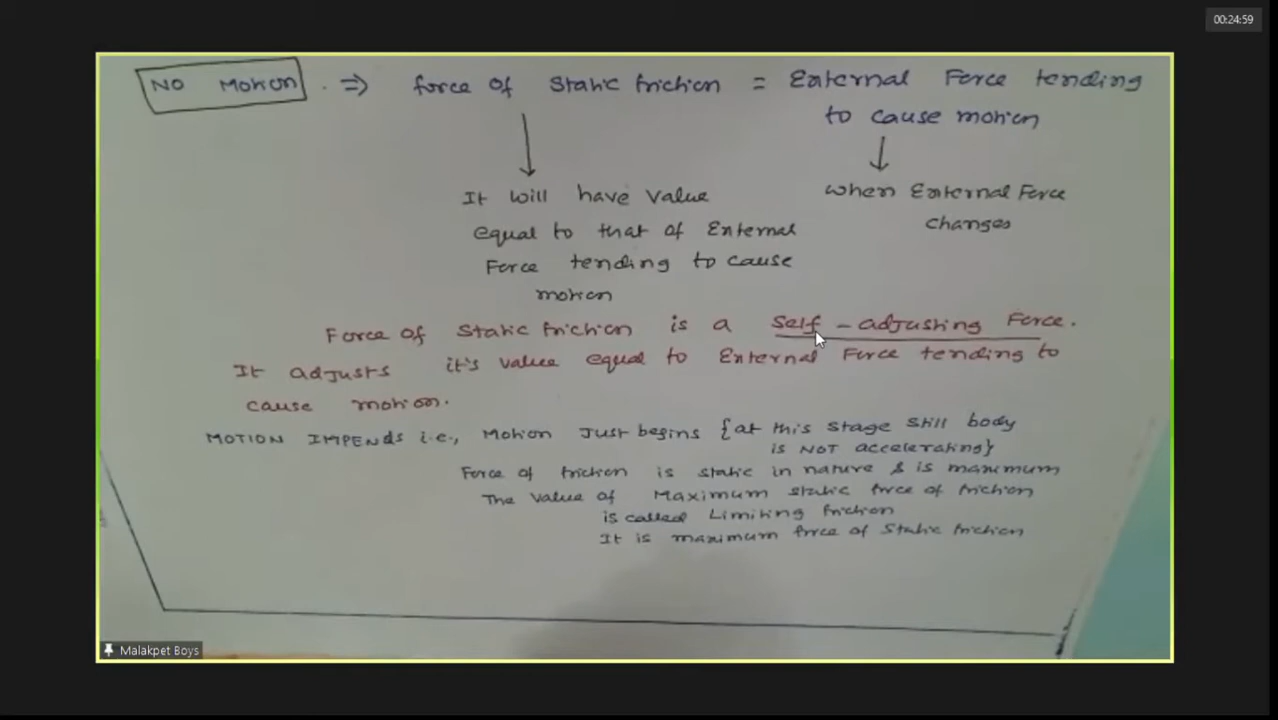 00:24:59
NO Motion. ⇒ force of Static friction = External Force tending
to cause motion
It will have value
equal to that of External
Force tending to cause
motion
when External Force
changes
Force of Static friction is a Self-adjusting Force.
It adjusts it's value equal to External Force tending to
cause motion.
MOTION IMPENDS i.e., Motion Just begins {at this stage still body
is NOT accelerating}
Force of friction is static in nature & is maximum
The value of Maximum static force of friction
is called Limiting friction
It is maximum force of Static friction
Malakpet Boys